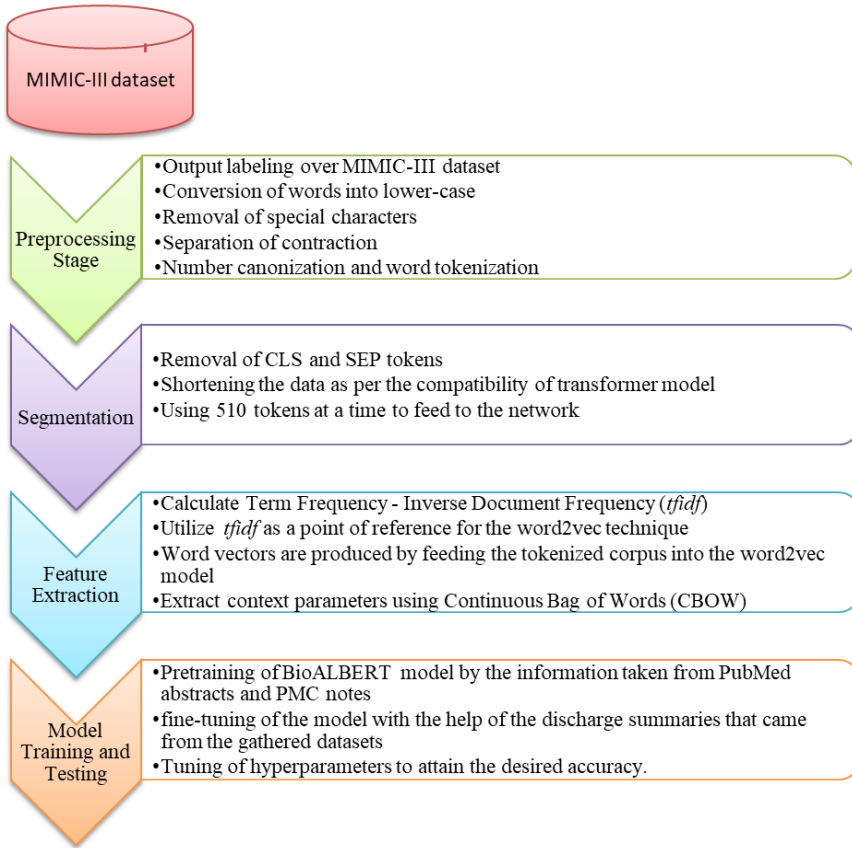 MIMIC-III dataset
Preprocessing
Stage
•Output labeling over MIMIC-III dataset
•Conversion of words into lower-case
•Removal of special characters
•Separation of contraction
•Number canonization and word tokenization
Segmentation
•Removal of CLS and SEP tokens
•Shortening the data as per the compatibility of transformer model
•Using 510 tokens at a time to feed to the network
Feature
Extraction
•Calculate Term Frequency - Inverse Document Frequency (tfidf)
•Utilize tfidf as a point of reference for the word2vec technique
•Word vectors are produced by feeding the tokenized corpus into the word2vec
model
•Extract context parameters using Continuous Bag of Words (CBOW)
Model
Training and
Testing
•Pretraining of BioALBERT model by the information taken from PubMed
abstracts and PMC notes
•fine-tuning of the model with the help of the discharge summaries that came
from the gathered datasets
•Tuning of hyperparameters to attain the desired accuracy.